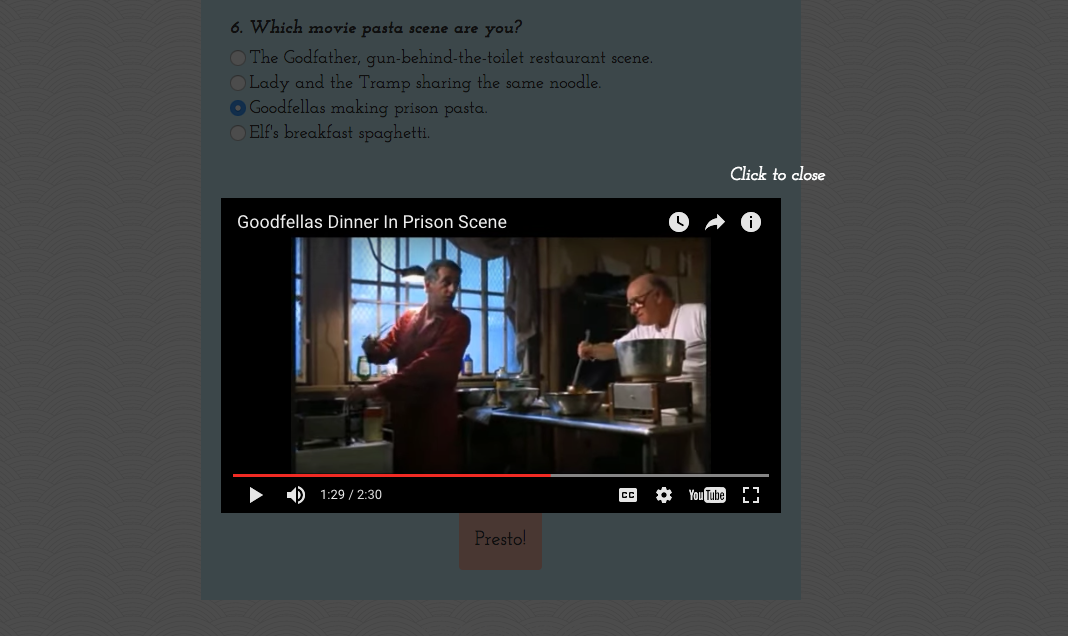 6. Which movie pasta scene are you?
The Godfather, gun-behind-the-toilet restaurant scene.
Lady and the Tramp sharing the same noodle.
Goodfellas making prison pasta.
Elf's breakfast spaghetti.
Click to close
Goodfellas Dinner In Prison Scene
1:29 / 2:30
CC
YouTube
Presto!